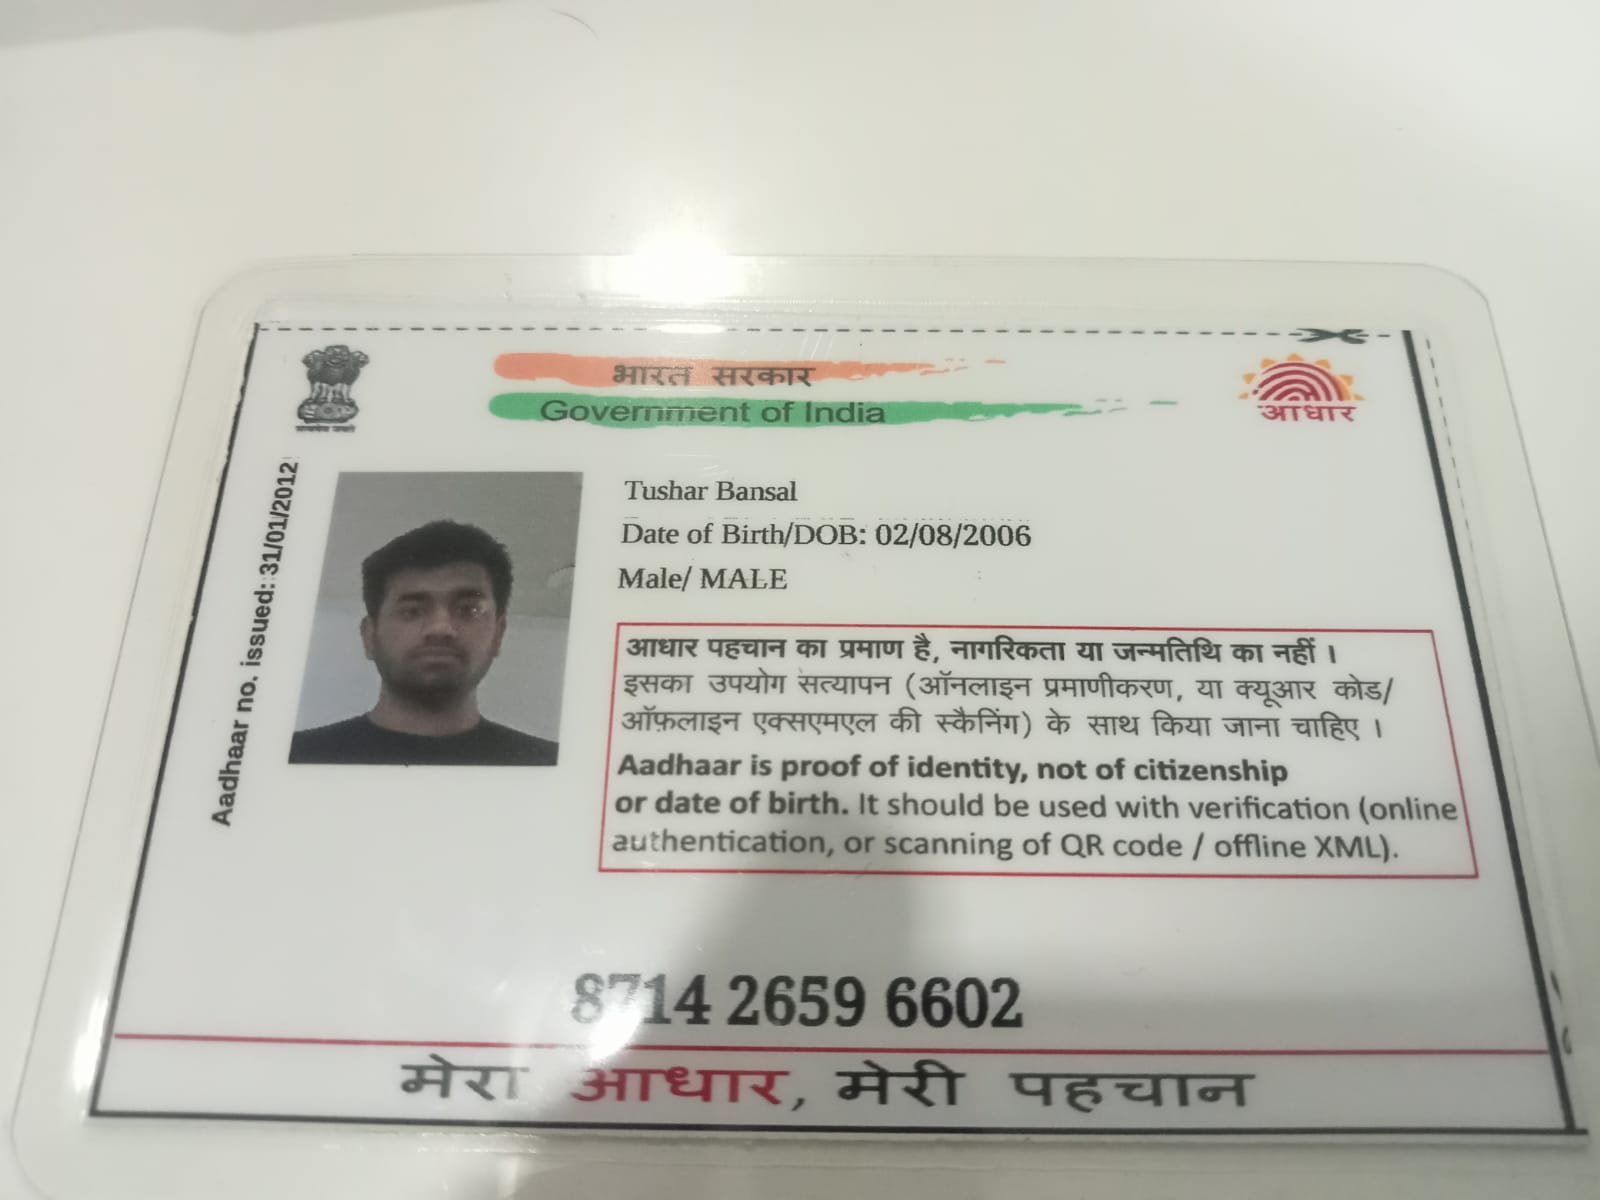 भारत सरकार
Government of India
आधार
Aadhaar no. issued: 31/01/2012
Tushar Bansal
Date of Birth/DOB: 02/08/2006
Male/ MALE
आधार पहचान का प्रमाण है, नागरिकता या जन्मतिथि का नहीं ।
इसका उपयोग सत्यापन (ऑनलाइन प्रमाणीकरण, या क्यूआर कोड/
ऑफ़लाइन एक्सएमएल की स्कैनिंग) के साथ किया जाना चाहिए ।
Aadhaar is proof of identity, not of citizenship
or date of birth. It should be used with verification (online
authentication, or scanning of QR code / offline XML).
8714 2659 6602
मेरा आधार, मेरी पहचान